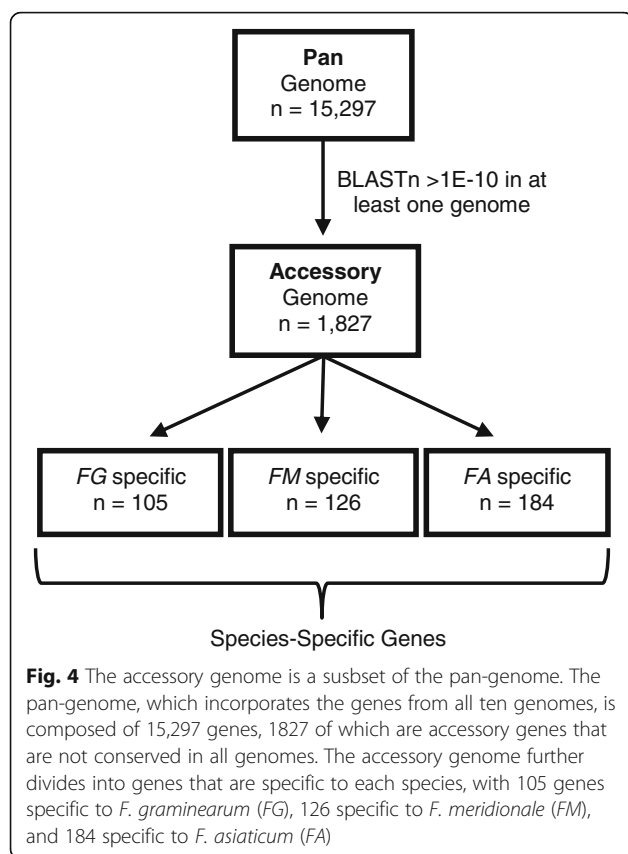 Pan
Genome
n = 15,297
BLASTn >1E-10 in at
least one genome
Accessory
Genome
n = 1,827
FG specific
n = 105
FM specific
n = 126
FA specific
n = 184
Species-Specific Genes
Fig. 4 The accessory genome is a susbset of the pan-genome. The
pan-genome, which incorporates the genes from all ten genomes, is
composed of 15,297 genes, 1827 of which are accessory genes that
are not conserved in all genomes. The accessory genome further
divides into genes that are specific to each species, with 105 genes
specific to F. graminearum (FG), 126 specific to F. meridionale (FM),
and 184 specific to F. asiaticum (FA)